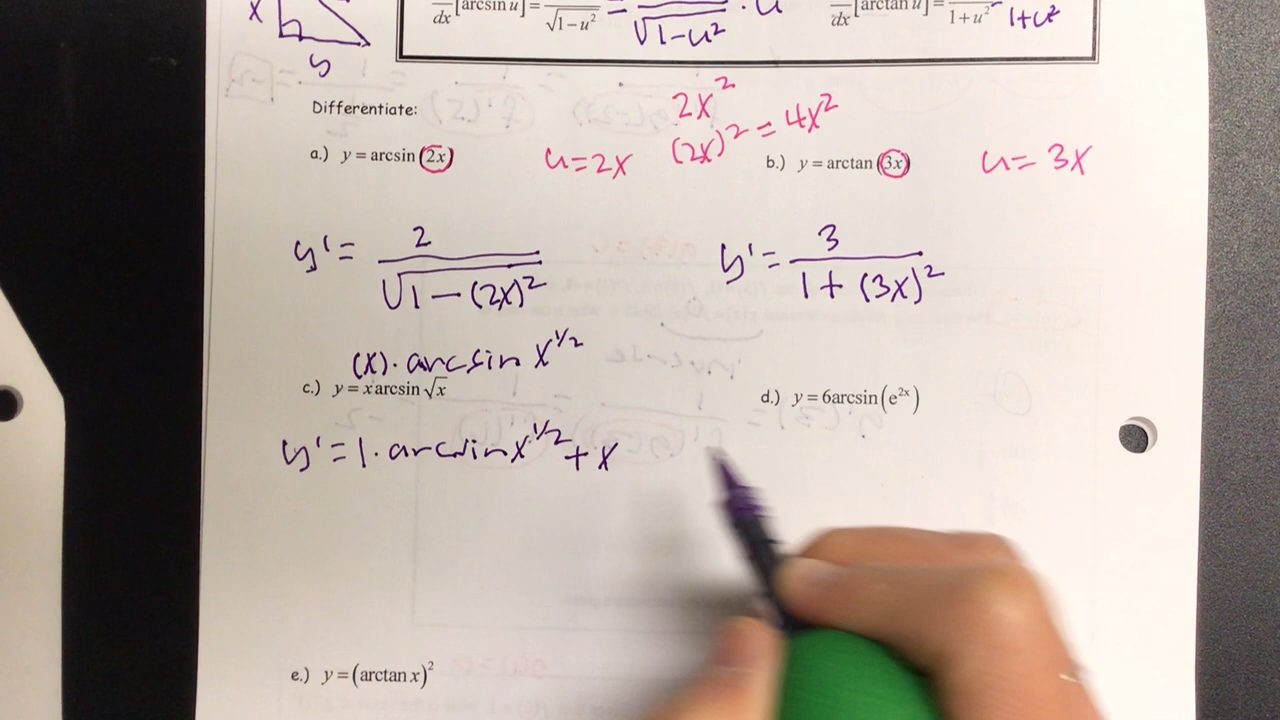 x
d/dx [arcsin u] = /√1−u² = /√1−u² · u
d/dx [arctan u] = /1+u² /1+u²
y
Differentiate:
2x²
(2x)² = 4x²
a.) y = arcsin(2x)
u=2x
b.) y = arctan(3x)
u= 3x
y' = 2/√1−(2x)²
y' = 3/1+(3x)²
(x)· arcsin x^1/2
c.) y = x arcsin √x
d.) y = 6arcsin(e^2x)
y' = 1· arcsin x^1/2 + x
e.) y = (arctan x)²